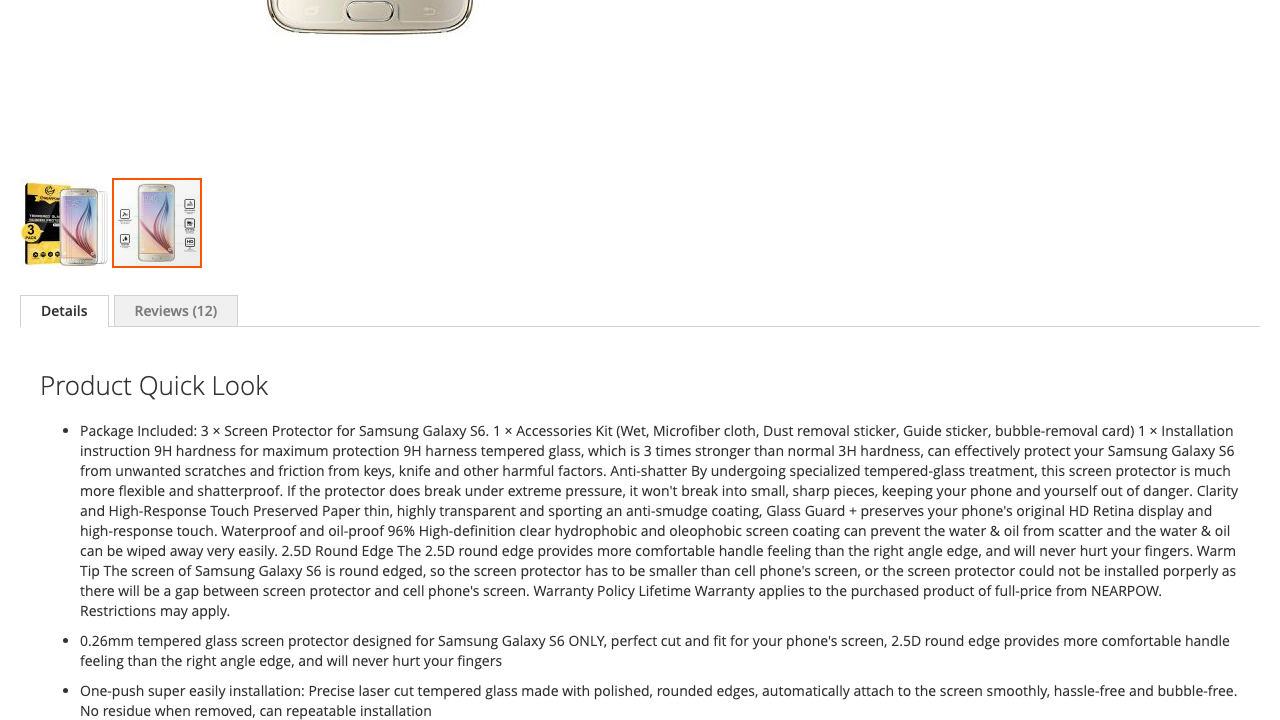 3
PACK
HD
Details
Reviews (12)
Product Quick Look
Package Included: 3 × Screen Protector for Samsung Galaxy S6. 1 × Accessories Kit (Wet, Microfiber cloth, Dust removal sticker, Guide sticker, bubble-removal card) 1 × Installation
instruction 9H hardness for maximum protection 9H harness tempered glass, which is 3 times stronger than normal 3H hardness, can effectively protect your Samsung Galaxy S6
from unwanted scratches and friction from keys, knife and other harmful factors. Anti-shatter By undergoing specialized tempered-glass treatment, this screen protector is much
more flexible and shatterproof. If the protector does break under extreme pressure, it won't break into small, sharp pieces, keeping your phone and yourself out of danger. Clarity
and High-Response Touch Preserved Paper thin, highly transparent and sporting an anti-smudge coating, Glass Guard + preserves your phone's original HD Retina display and
high-response touch. Waterproof and oil-proof 96% High-definition clear hydrophobic and oleophobic screen coating can prevent the water & oil from scatter and the water & oil
can be wiped away very easily. 2.5D Round Edge The 2.5D round edge provides more comfortable handle feeling than the right angle edge, and will never hurt your fingers. Warm
Tip The screen of Samsung Galaxy S6 is round edged, so the screen protector has to be smaller than cell phone's screen, or the screen protector could not be installed porperly as
there will be a gap between screen protector and cell phone's screen. Warranty Policy Lifetime Warranty applies to the purchased product of full-price from NEARPOW.
Restrictions may apply.
0.26mm tempered glass screen protector designed for Samsung Galaxy S6 ONLY, perfect cut and fit for your phone's screen, 2.5D round edge provides more comfortable handle
feeling than the right angle edge, and will never hurt your fingers
One-push super easily installation: Precise laser cut tempered glass made with polished, rounded edges, automatically attach to the screen smoothly, hassle-free and bubble-free.
No residue when removed, can repeatable installation